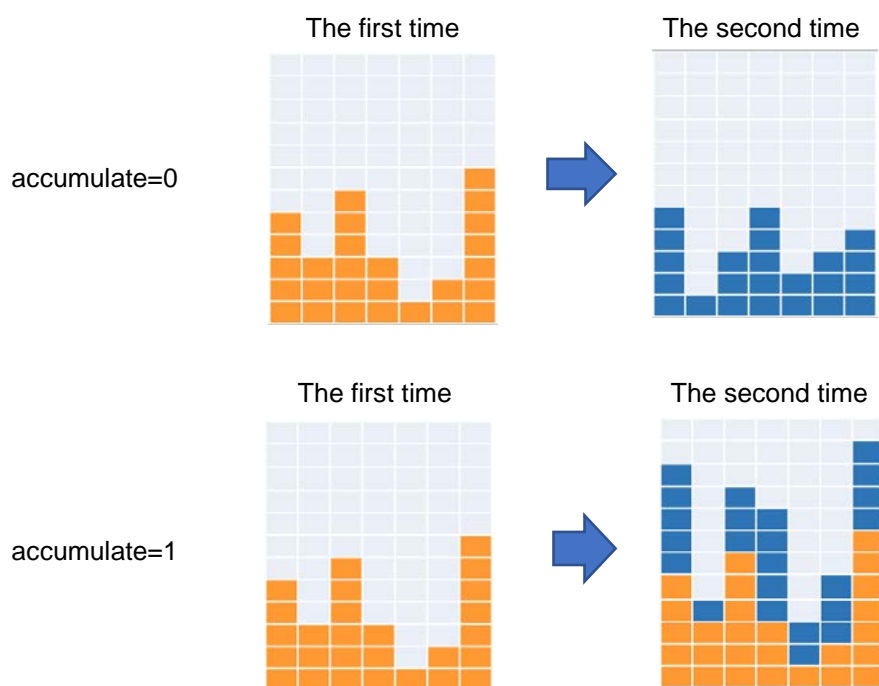 The first time
The second time
accumulate=0
The first time
The second time
accumulate=1